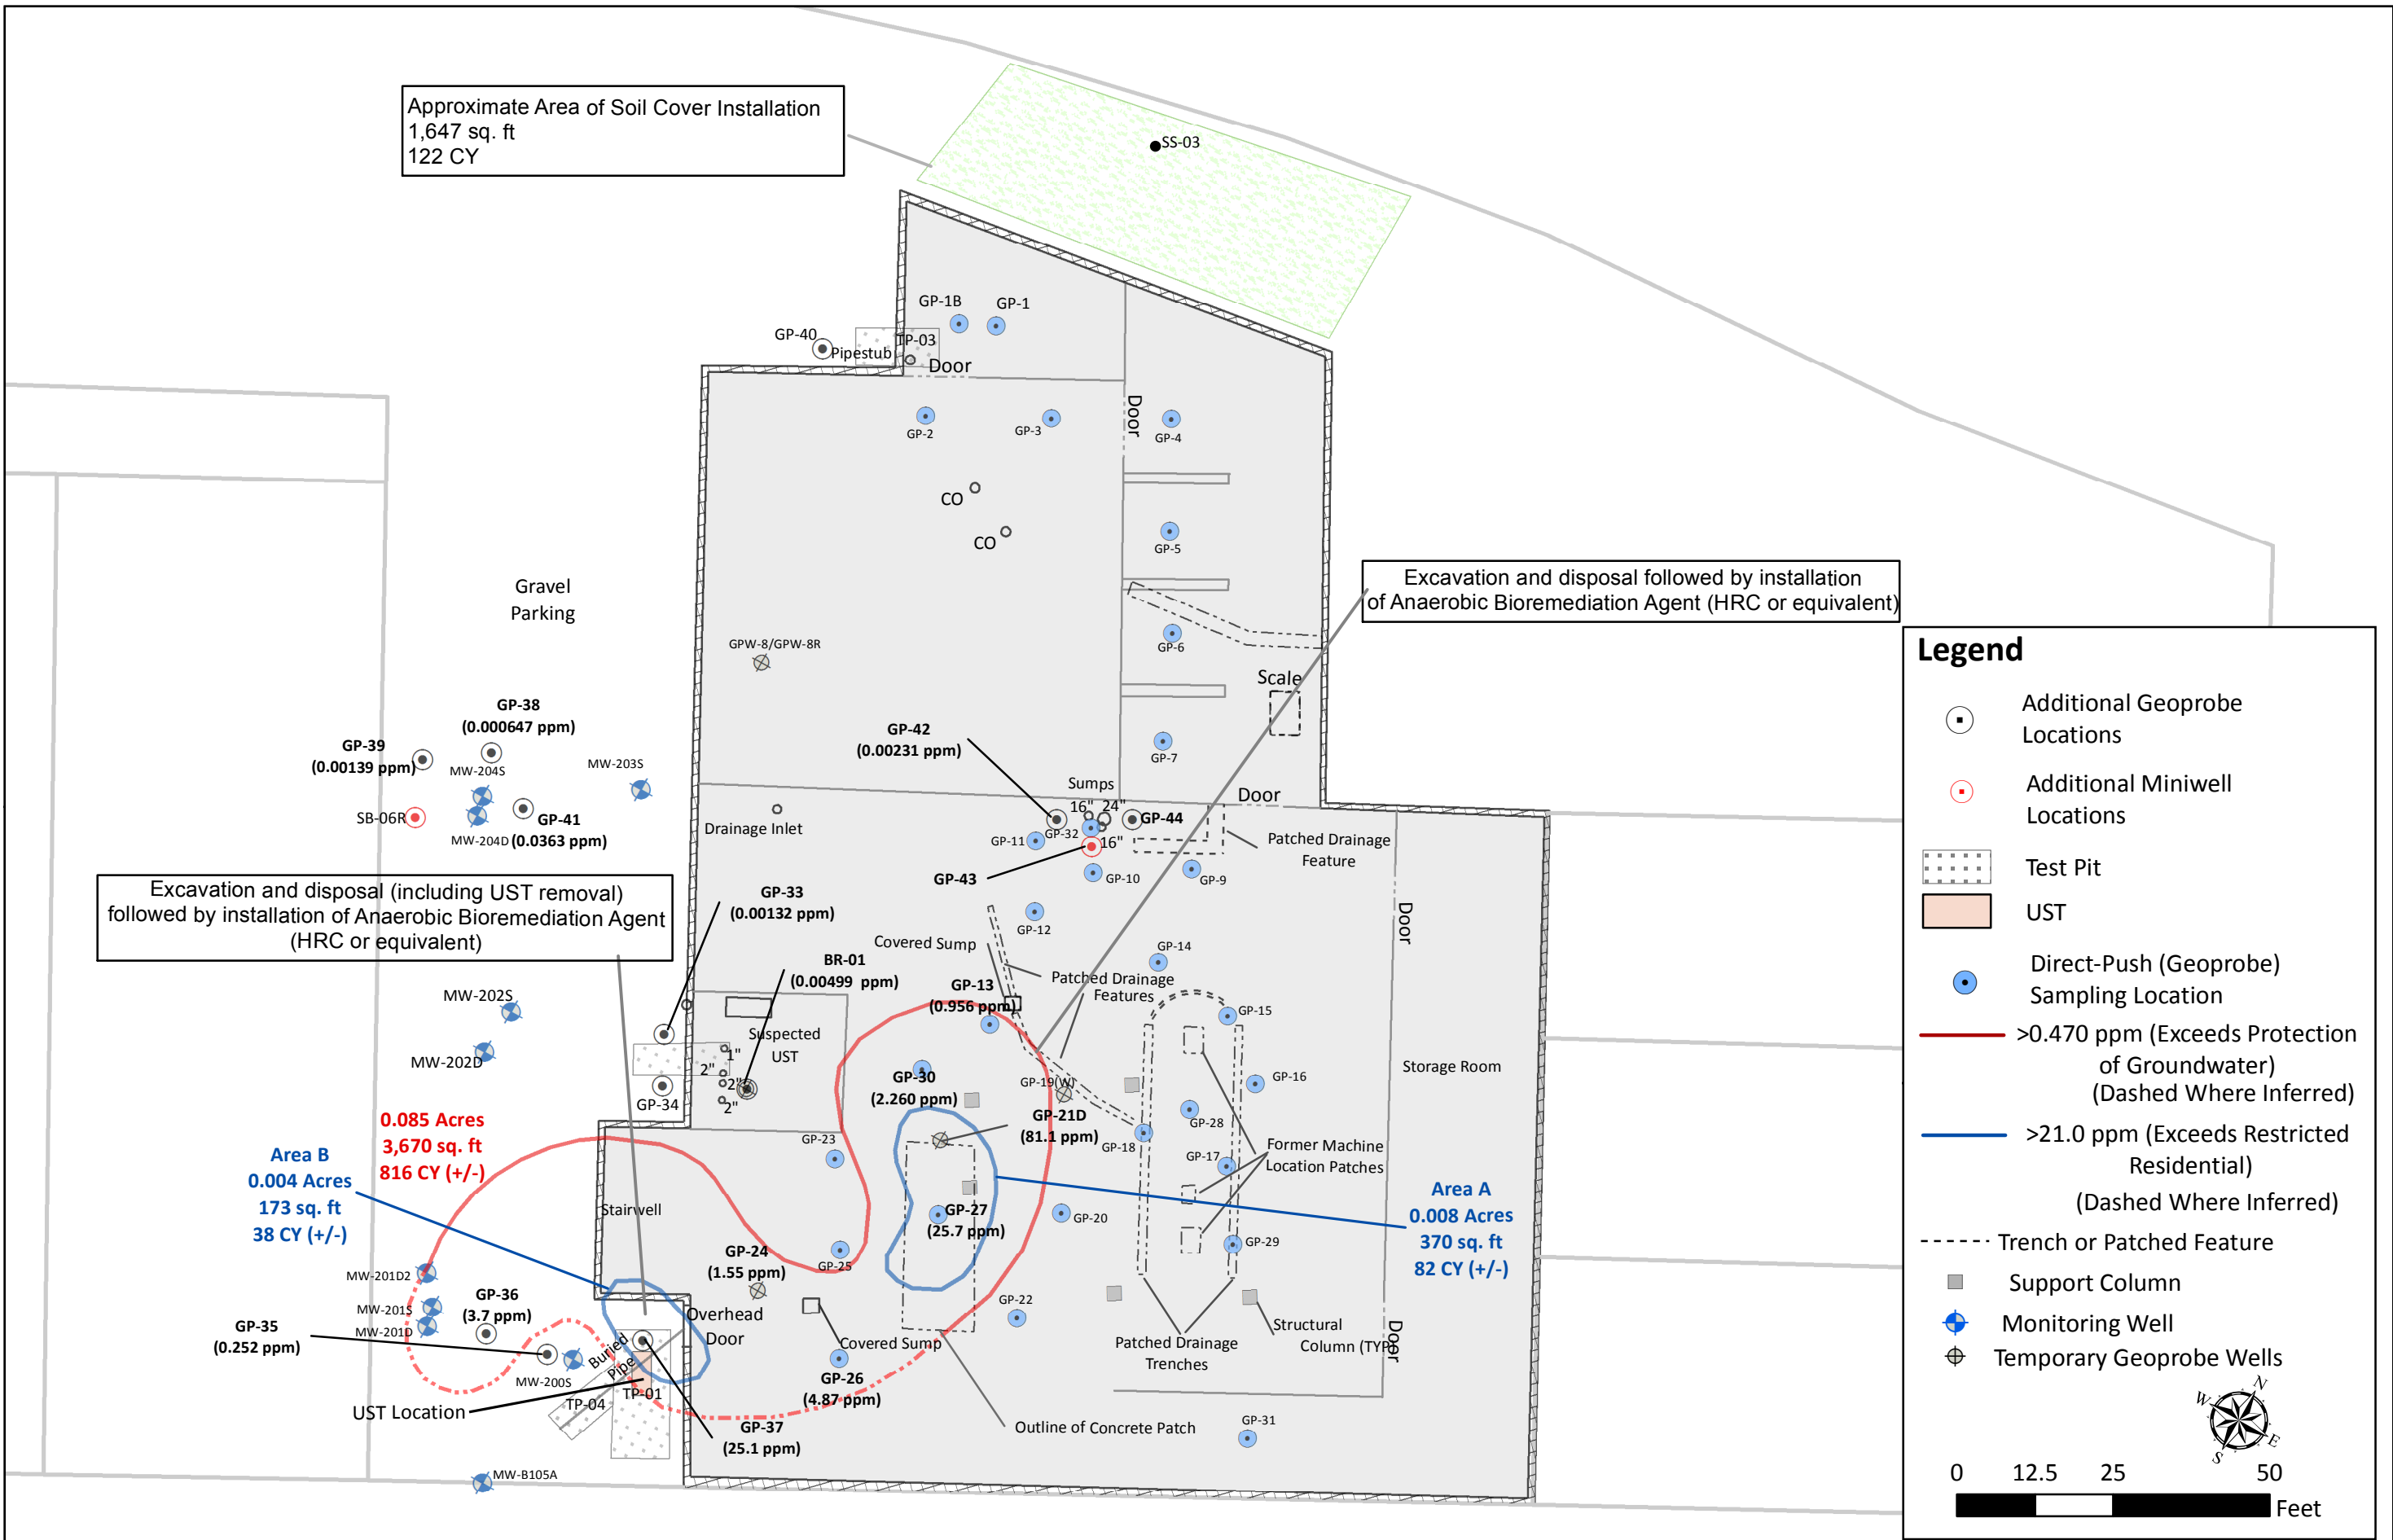 Approximate Area of Soil Cover Installation
1,647 sq. ft
122 CY
SS-03
GP-1B
GP-1
GP-40
Pipestub
TP-03
Door
GP-2
GP-3
Door
GP-4
CO
CO
GP-5
Gravel
Parking
Excavation and disposal followed by installation
of Anaerobic Bioremediation Agent (HRC or equivalent)
GPW-8/GPW-8R
GP-6
Scale
GP-38
(0.000647 ppm)
GP-39
(0.00139 ppm)
MW-204S
MW-203S
GP-42
(0.00231 ppm)
GP-7
Sumps
16"
24"
Door
SB-06R
GP-41
(0.0363 ppm)
MW-204D
Drainage Inlet
GP-11
GP-32
16"
GP-44
Patched Drainage
Feature
GP-43
GP-10
GP-9
Excavation and disposal (including UST removal)
followed by installation of Anaerobic Bioremediation Agent
(HRC or equivalent)
GP-33
(0.00132 ppm)
GP-12
Door
Covered Sump
GP-14
BR-01
(0.00499 ppm)
GP-13
(0.956 ppm)
Patched Drainage
Features
MW-202S
GP-15
Suspected
UST
MW-202D
1"
2"
2"
2"
GP-34
GP-30
(2.260 ppm)
GP-19(W)
GP-16
Storage Room
GP-21D
(81.1 ppm)
GP-28
GP-18
0.085 Acres
3,670 sq. ft
816 CY (+/-)
GP-23
Former Machine
Location Patches
GP-17
Area B
0.004 Acres
173 sq. ft
38 CY (+/-)
Area A
0.008 Acres
370 sq. ft
82 CY (+/-)
Stairwell
GP-27
(25.7 ppm)
GP-20
GP-24
(1.55 ppm)
GP-25
GP-29
MW-201D2
GP-36
(3.7 ppm)
MW-201S
MW-201D
GP-35
(0.252 ppm)
Overhead
Door
GP-22
Structural
Column (TYP)
Door
Covered Sump
Patched Drainage
Trenches
Buried
Pipe
MW-200S
TP-01
TP-04
GP-26
(4.87 ppm)
UST Location
GP-37
(25.1 ppm)
Outline of Concrete Patch
GP-31
MW-B105A
Legend
Additional Geoprobe
Locations
Additional Miniwell
Locations
Test Pit
UST
Direct-Push (Geoprobe)
Sampling Location
>0.470 ppm (Exceeds Protection
of Groundwater)
(Dashed Where Inferred)
>21.0 ppm (Exceeds Restricted
Residential)
(Dashed Where Inferred)
Trench or Patched Feature
Support Column
Monitoring Well
Temporary Geoprobe Wells
N
W
E
S
0 12.5 25 50
Feet